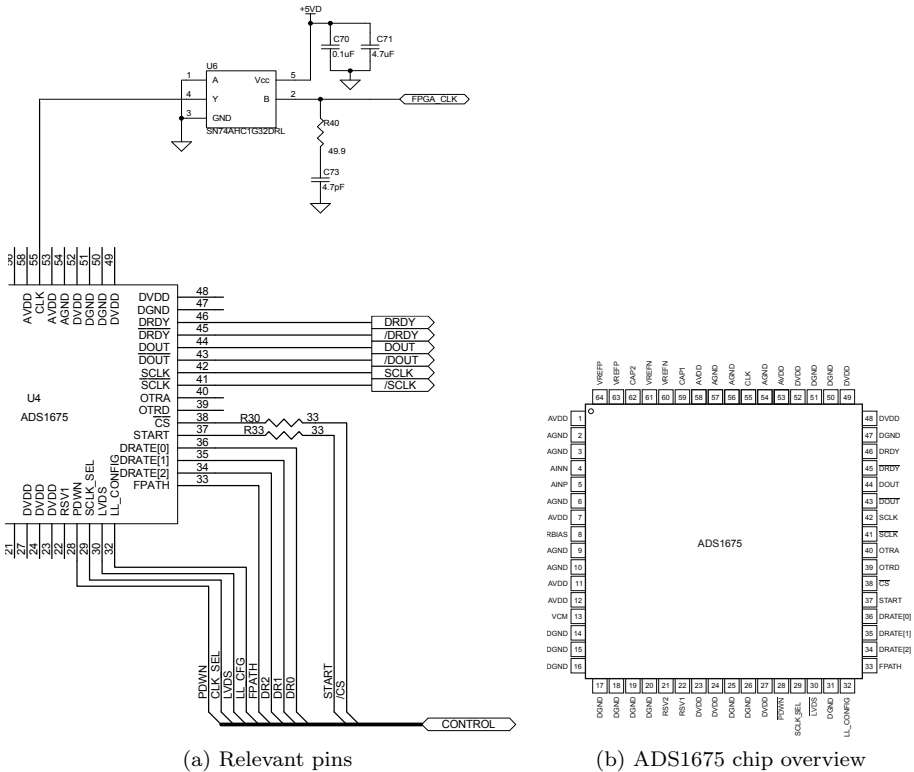 +5VD
C70
0.1uF
C71
4.7uF
U6
1 A Vcc 5
4 Y B 2
3 GND
SN74AHC1G32DRL
FPGA_CLK
R40
49.9
C73
4.7pF
56 58 55 53 54 52 51 50 49
AVDD CLK AVDD AGND DVDD DGND DGND DVDD
DVDD 48
DGND 47
DRDY 46 DRDY
DRDY 45 /DRDY
DOUT 44 DOUT
DOUT 43 /DOUT
SCLK 42 SCLK
SCLK 41 /SCLK
OTRA 40
OTRD 39
CS 38 R30 33
START 37 R33 33
DRATE[0] 36
DRATE[1] 35
DRATE[2] 34
FPATH 33
U4
ADS1675
DVDD DVDD DVDD RSV1 PDWN SCLK_SEL LVDS LL_CONFIG
21 27 24 23 22 28 29 30 32
PDWN CLK_SEL LVDS LL_CFG FPATH DR2 DR1 DR0 START /CS
CONTROL
(a) Relevant pins
VREFP VREFP CAP2 VREFN VREFN CAP1 AVDD AGND AGND CLK AGND AVDD DVDD DGND DGND DVDD
64 63 62 61 60 59 58 57 56 55 54 53 52 51 50 49
AVDD 1
AGND 2
AGND 3
AINN 4
AINP 5
AGND 6
AVDD 7
RBIAS 8
AGND 9
AGND 10
AVDD 11
AVDD 12
VCM 13
DGND 14
DGND 15
DGND 16
ADS1675
48 DVDD
47 DGND
46 DRDY
45 DRDY
44 DOUT
43 DOUT
42 SCLK
41 SCLK
40 OTRA
39 OTRD
38 CS
37 START
36 DRATE[0]
35 DRATE[1]
34 DRATE[2]
33 FPATH
17 18 19 20 21 22 23 24 25 26 27 28 29 30 31 32
DGND DGND DGND DGND RSV2 RSV1 DVDD DVDD DGND DGND DVDD PDWN SCLK_SEL LVDS DGND LL_CONFIG
(b) ADS1675 chip overview